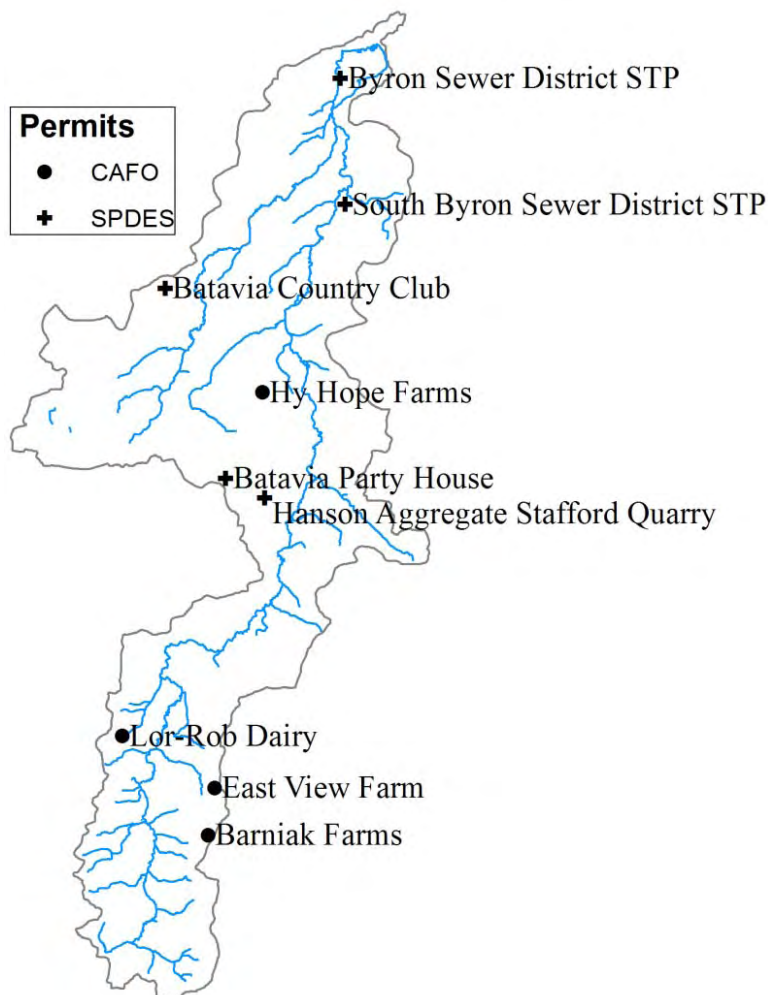 Byron Sewer District STP
Permits
CAFO
SPDES
South Byron Sewer District STP
Batavia Country Club
Hy Hope Farms
Batavia Party House
Hanson Aggregate Stafford Quarry
Lor-Rob Dairy
East View Farm
Barniak Farms